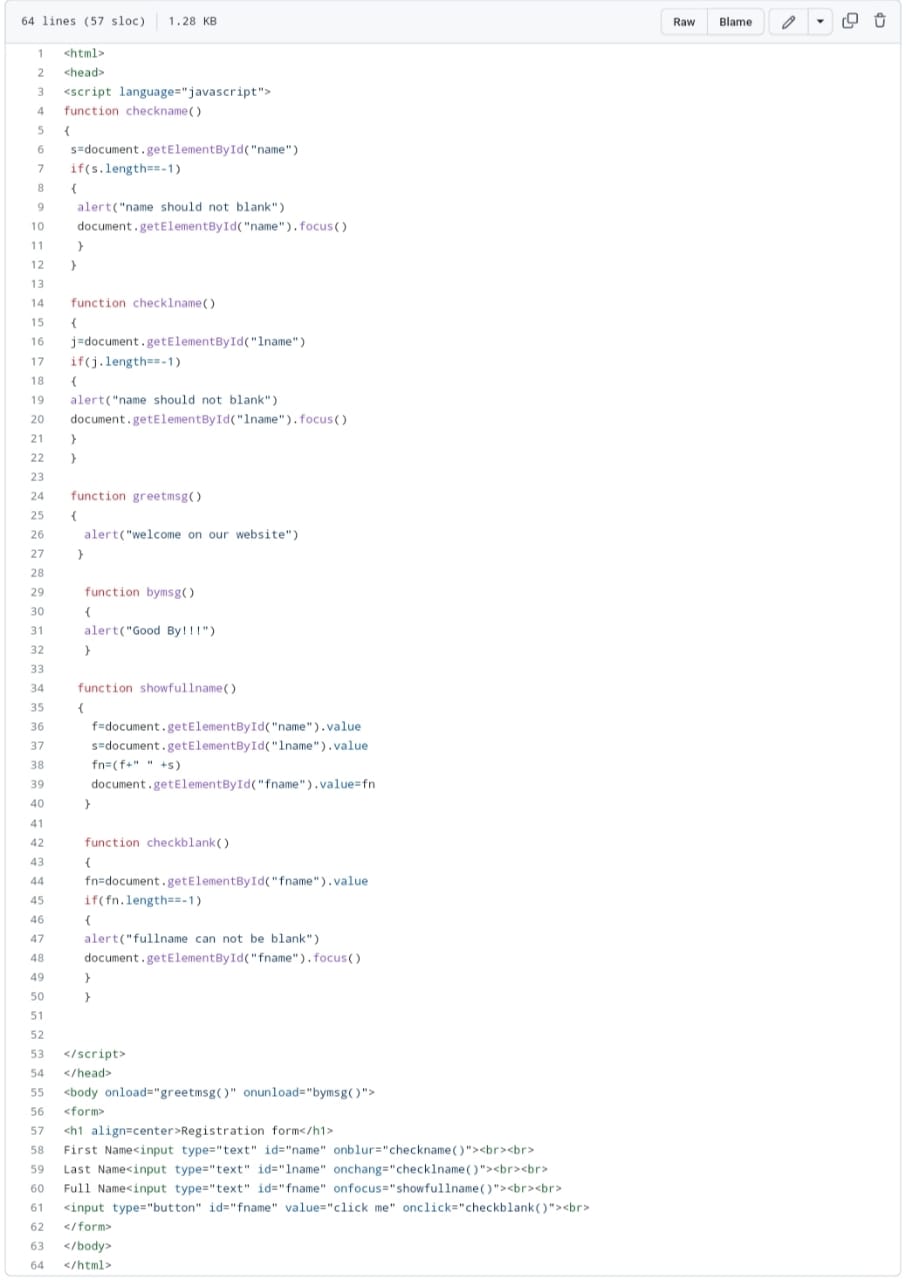 64 lines (57 sloc) 1.28 KB Raw Blame
1 <html>
2 <head>
3 <script language="javascript">
4 function checkname()
5 {
6 s=document.getElementById("name")
7 if(s.length==-1)
8 {
9 alert("name should not blank")
10 document.getElementById("name").focus()
11 }
12 }
13
14 function checklname()
15 {
16 j=document.getElementById("lname")
17 if(j.length==-1)
18 {
19 alert("name should not blank")
20 document.getElementById("lname").focus()
21 }
22 }
23
24 function greetmsg()
25 {
26 alert("welcome on our website")
27 }
28
29 function bymsg()
30 {
31 alert("Good By!!!")
32 }
33
34 function showfullname()
35 {
36 f=document.getElementById("name").value
37 s=document.getElementById("lname").value
38 fn=(f+" " +s)
39 document.getElementById("fname").value=fn
40 }
41
42 function checkblank()
43 {
44 fn=document.getElementById("fname").value
45 if(fn.length==-1)
46 {
47 alert("fullname can not be blank")
48 document.getElementById("fname").focus()
49 }
50 }
51
52
53 </script>
54 </head>
55 <body onload="greetmsg()" onunload="bymsg()">
56 <form>
57 <h1 align=center>Registration form</h1>
58 First Name<input type="text" id="name" onblur="checkname()"><br><br>
59 Last Name<input type="text" id="lname" onchang="checklname()"><br><br>
60 Full Name<input type="text" id="fname" onfocus="showfullname()"><br><br>
61 <input type="button" id="fname" value="click me" onclick="checkblank()"><br>
62 </form>
63 </body>
64 </html>